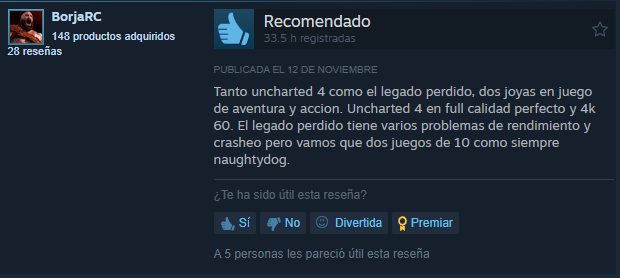 BorjaRC
148 productos adquiridos
28 reseñas
Recomendado
33.5 h registradas
PUBLICADA EL 12 DE NOVIEMBRE
Tanto uncharted 4 como el legado perdido, dos joyas en juego
de aventura y accion. Uncharted 4 en full calidad perfecto y 4k
60. El legado perdido tiene varios problemas de rendimiento y
crasheo pero vamos que dos juegos de 10 como siempre
naughtydog.
¿Te ha sido útil esta reseña?
Sí No Divertida Premiar
A 5 personas les pareció útil esta reseña